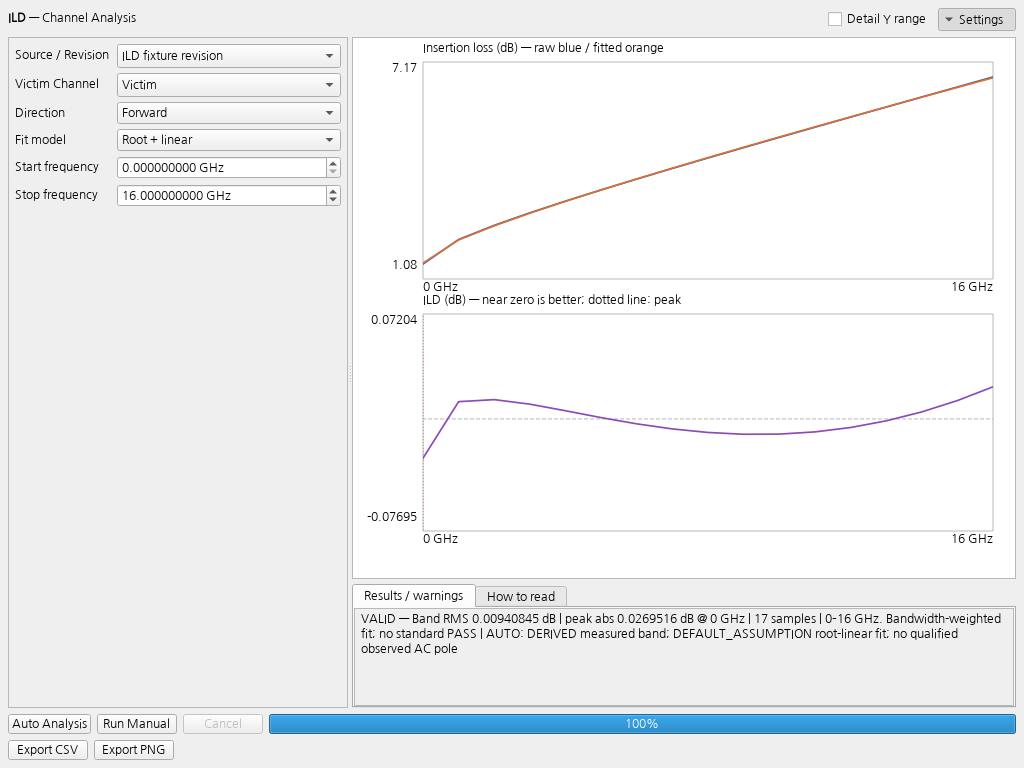 ILD — Channel Analysis
Detail Y range
Settings
Source / Revision
ILD fixture revision
Victim Channel
Victim
Direction
Forward
Fit model
Root + linear
Start frequency
0.000000000 GHz
Stop frequency
16.000000000 GHz
Insertion loss (dB) — raw blue / fitted orange
7.17
1.08
0 GHz
16 GHz
ILD (dB) — near zero is better; dotted line: peak
0.07204
-0.07695
0 GHz
16 GHz
Results / warnings
How to read
VALID — Band RMS 0.00940845 dB | peak abs 0.0269516 dB @ 0 GHz | 17 samples | 0–16 GHz. Bandwidth-weighted
fit; no standard PASS | AUTO: DERIVED measured band; DEFAULT_ASSUMPTION root-linear fit; no qualified
observed AC pole
Auto Analysis
Run Manual
Cancel
100%
Export CSV
Export PNG